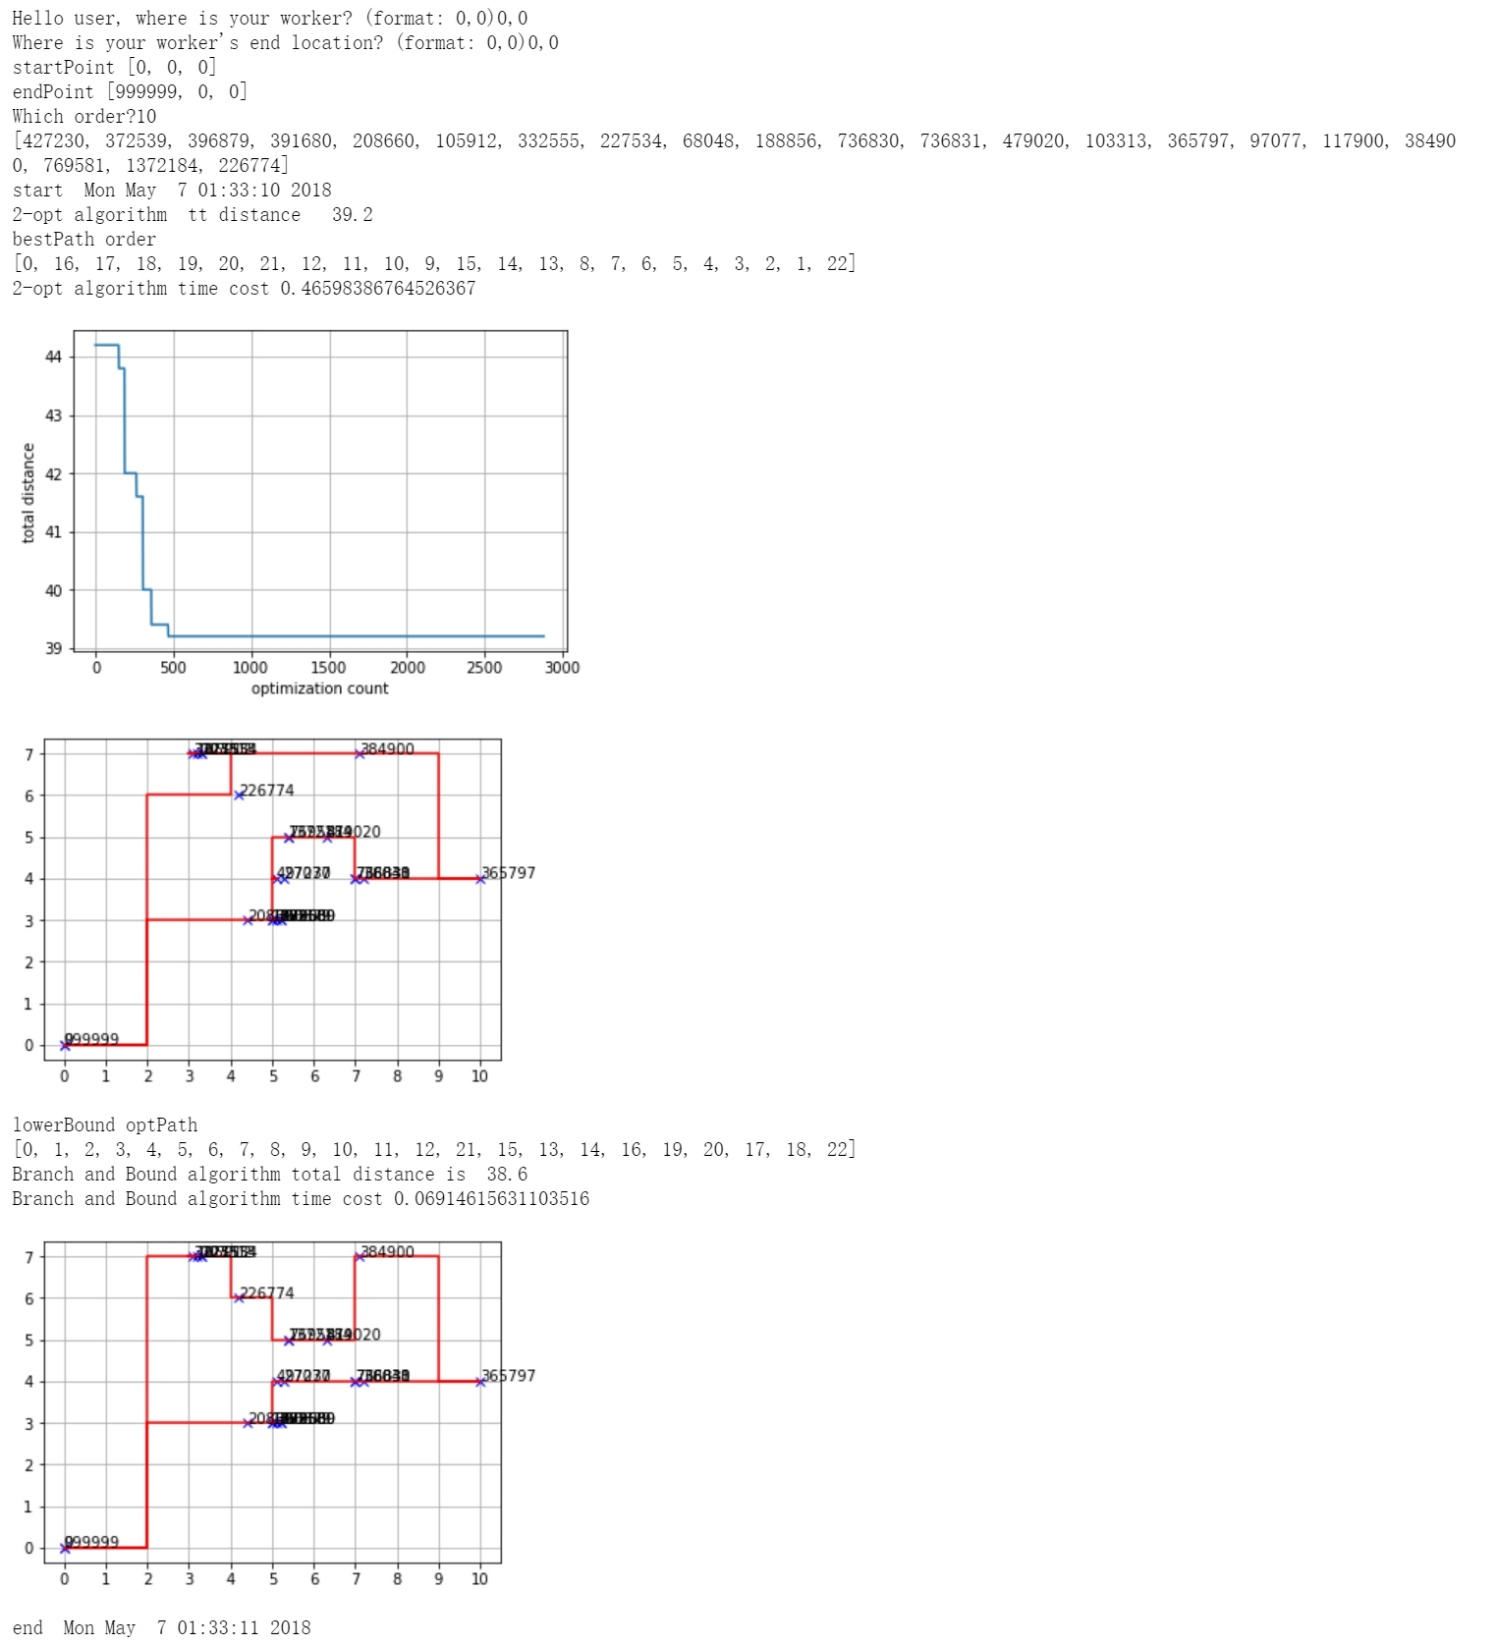 Hello user, where is your worker? (format: 0,0)0,0
Where is your worker's end location? (format: 0,0)0,0
startPoint [0, 0, 0]
endPoint [999999, 0, 0]
Which order?10
[427230, 372539, 396879, 391680, 208660, 105912, 332555, 227534, 68048, 188856, 736830, 736831, 479020, 103313, 365797, 97077, 117900, 38490
0, 769581, 1372184, 226774]
start  Mon May  7 01:33:10 2018
2-opt algorithm  tt distance   39.2
bestPath order
[0, 16, 17, 18, 19, 20, 21, 12, 11, 10, 9, 15, 14, 13, 8, 7, 6, 5, 4, 3, 2, 1, 22]
2-opt algorithm time cost 0.46598386764526367
44
43
42
41
40
39
total distance
0 500 1000 1500 2000 2500 3000
optimization count
7
384900
6
226774
5
4
365797
3
2
1
0
999999
0 1 2 3 4 5 6 7 8 9 10
lowerBound optPath
[0, 1, 2, 3, 4, 5, 6, 7, 8, 9, 10, 11, 12, 21, 15, 13, 14, 16, 19, 20, 17, 18, 22]
Branch and Bound algorithm total distance is  38.6
Branch and Bound algorithm time cost 0.06914615631103516
7
384900
6
226774
5
4
365797
3
2
1
0
999999
0 1 2 3 4 5 6 7 8 9 10
end  Mon May  7 01:33:11 2018